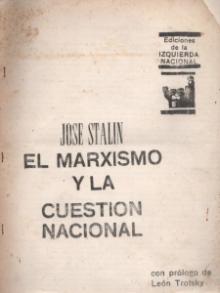 Ediciones
de la
IZQUIERDA
NACIONAL
JOSE STALIN
EL MARXISMO
Y LA
CUESTION
NACIONAL
con prólogo de
León Trotsky